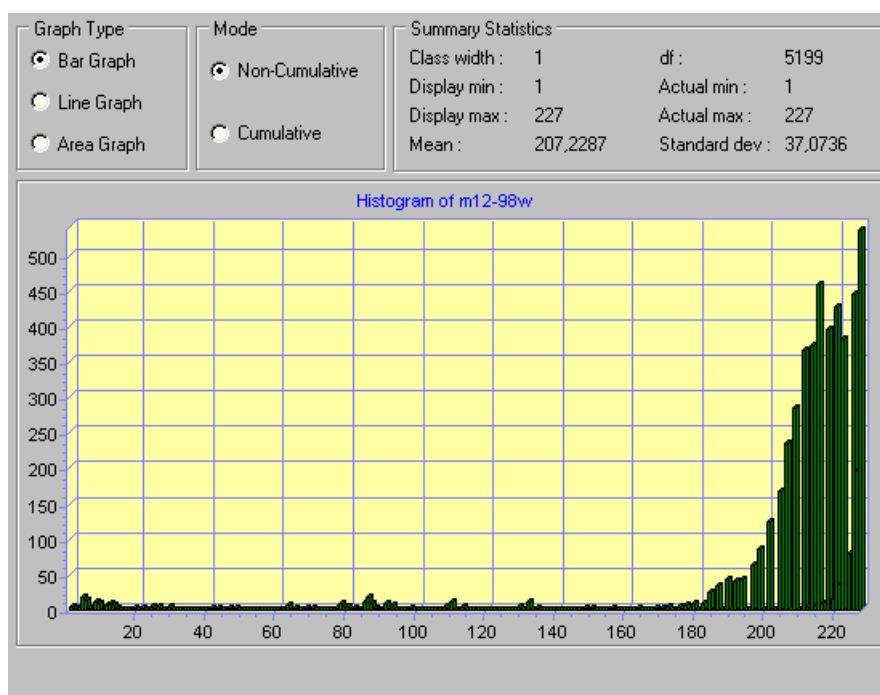 Graph Type
Bar Graph
Line Graph
Area Graph
Mode
Non-Cumulative
Cumulative
Summary Statistics
Class width : 1 df : 5199
Display min : 1 Actual min : 1
Display max : 227 Actual max : 227
Mean : 207,2287 Standard dev : 37,0736
Histogram of m12-98w
500
450
400
350
300
250
200
150
100
50
0
20 40 60 80 100 120 140 160 180 200 220